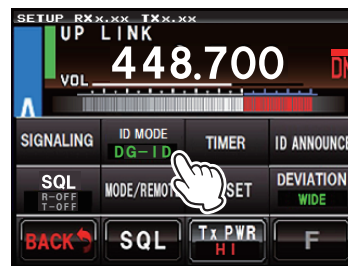 SETUP RXx.xx TXx.xx
UP LINK
VOL 448.700
SIGNALING ID MODE TIMER ID ANNOUNCE
DG-ID
SQL MODE/REMOTE SET DEVIATION
R-OFF WIDE
T-OFF
BACK SQL Tx PWR F
HI